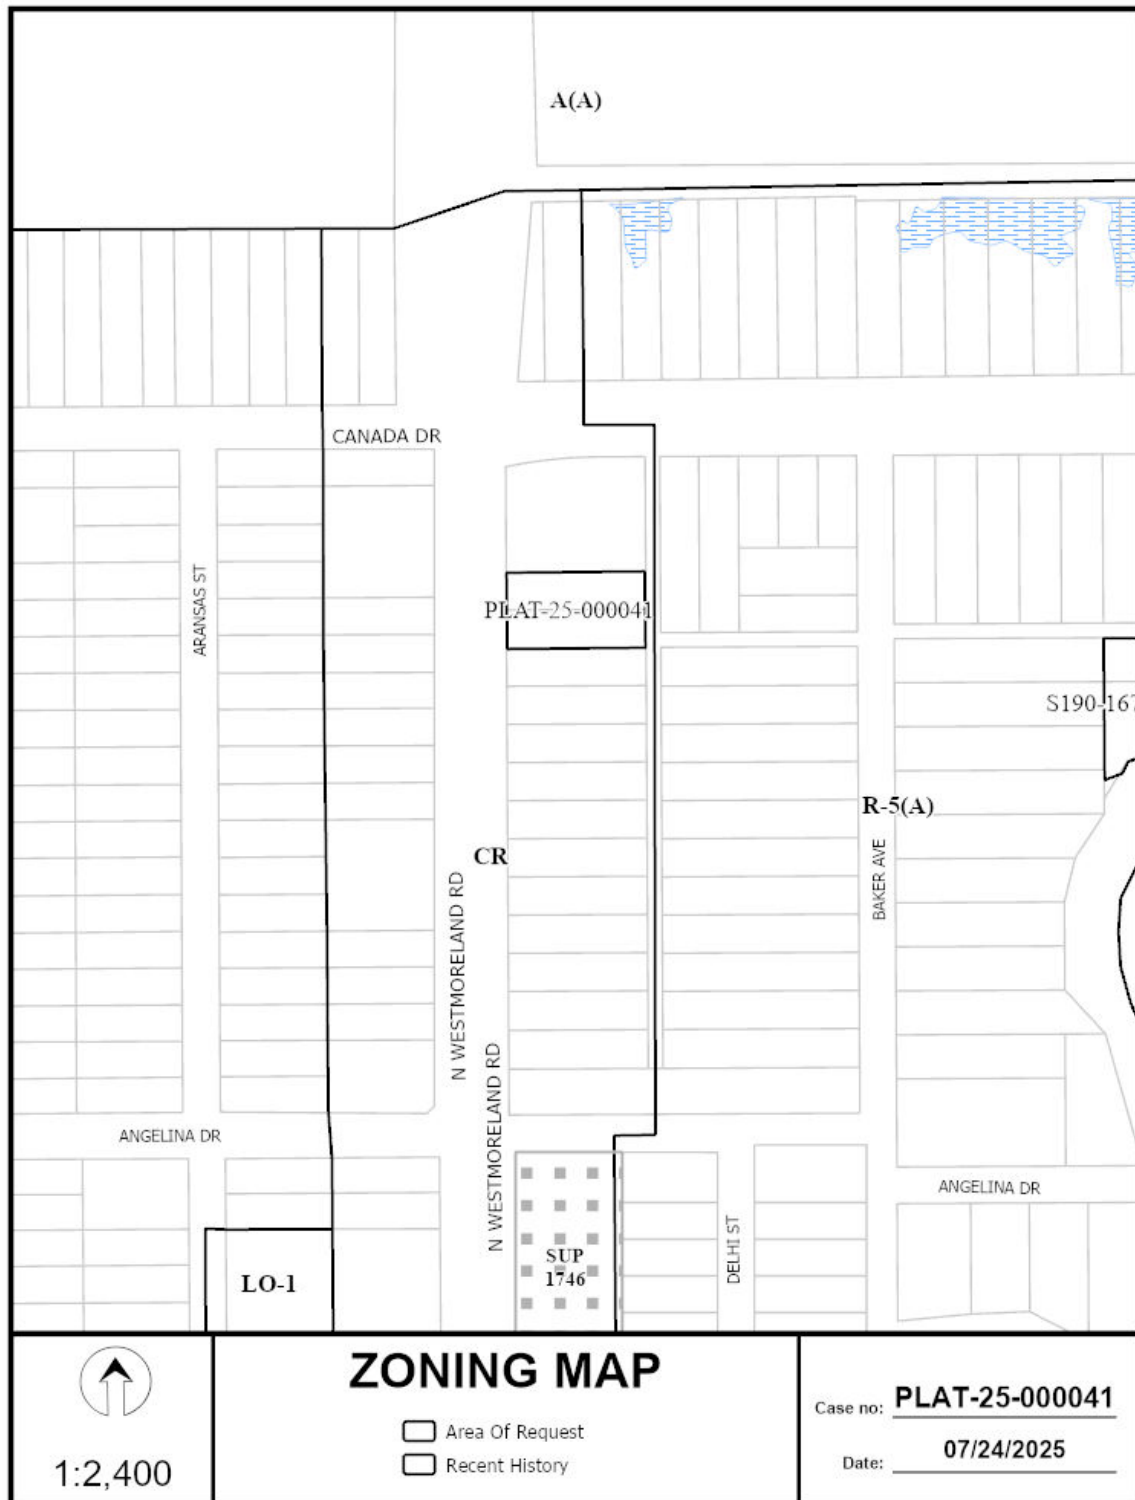 A(A)
CANADA DR
ARANSAS ST
PLAT-25-000041
S190-167
R-5(A)
BAKER AVE
CR
N WESTMORELAND RD
N WESTMORELAND RD
ANGELINA DR
ANGELINA DR
DELHI ST
SUP
1746
LO-1
1:2,400
ZONING MAP
Area Of Request
Recent History
Case no: PLAT-25-000041
Date: 07/24/2025